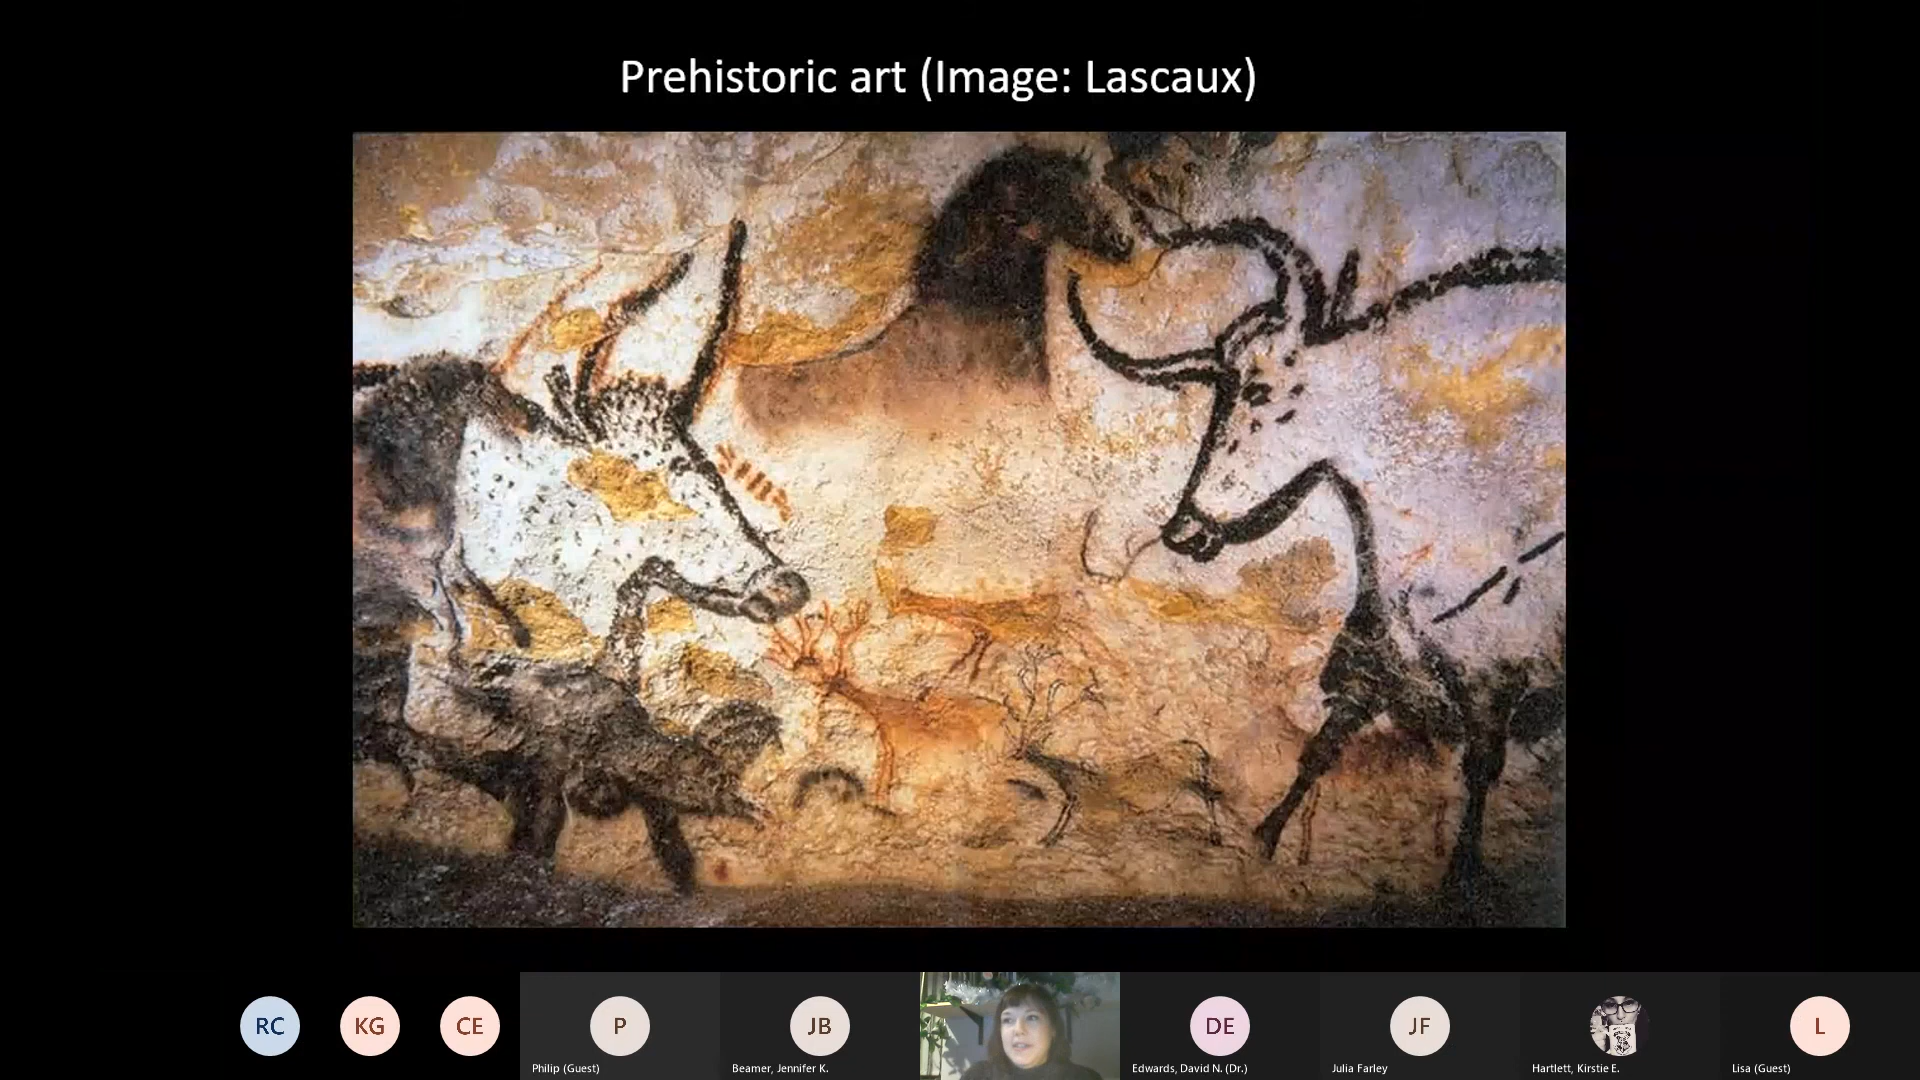 Prehistoric art (Image: Lascaux)
RC
KG
CE
P
JB
DE
JF
L
Philip (Guest)
Beamer, Jennifer K.
Edwards, David N. (Dr.)
Julia Farley
Hartlett, Kirstie E.
Lisa (Guest)